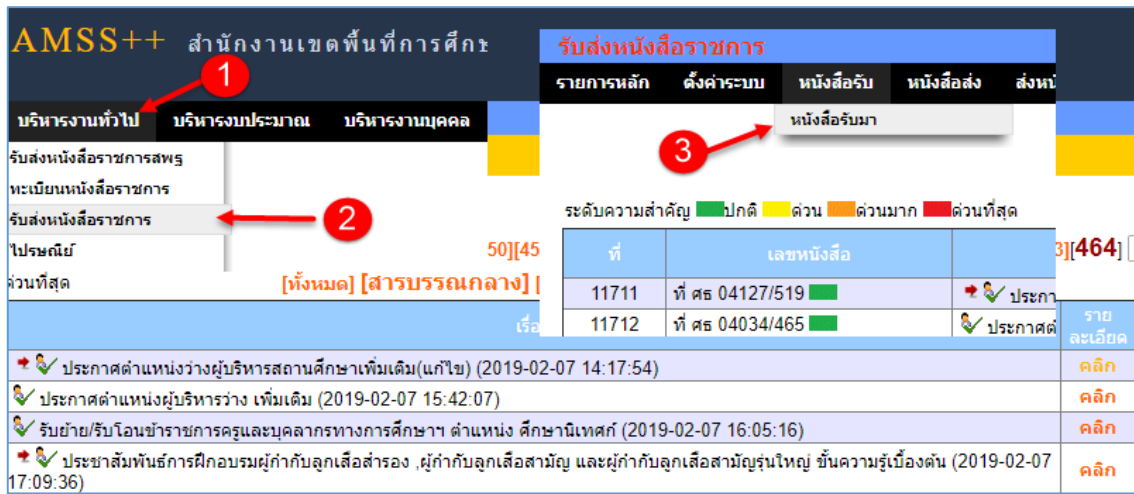 AMSS++ สำนักงานเขตพื้นที่การศึกษ
1
บริหารงานทั่วไป บริหารงบประมาณ บริหารงานบุคคล
รับส่งหนังสือราชการสพฐ
ทะเบียนหนังสือราชการ
รับส่งหนังสือราชการ
2
ไปรษณีย์
รับส่งหนังสือราชการ
รายการหลัก ตั้งค่าระบบ หนังสือรับ หนังสือส่ง
หนังสือรับมา
3
ระดับความสำคัญ ปกติ ด่วน ด่วนมาก ด่วนที่สุด
ที่ เลขหนังสือ
11711 ที่ ศธ 04127/519
11712 ที่ ศธ 04034/465
50][45
[464]
ด่วนที่สุด [ทั้งหมด] [สารบรรณกลาง] [
ราย
ละเอียด
ประกาศตำแหน่งว่างผู้บริหารสถานศึกษาเพิ่มเติม(แก้ไข) (2019-02-07 14:17:54) คลิก
ประกาศตำแหน่งผู้บริหารว่าง เพิ่มเติม (2019-02-07 15:42:07) คลิก
รับย้าย/รับโอนข้าราชการครูและบุคลากรทางการศึกษาฯ ตำแหน่ง ศึกษานิเทศก์ (2019-02-07 16:05:16) คลิก
ประชาสัมพันธ์การฝึกอบรมผู้กำกับลูกเสือสำรอง ,ผู้กำกับลูกเสือสามัญ และผู้กำกับลูกเสือสามัญรุ่นใหญ่ ขั้นความรู้เบื้องต้น (2019-02-07 คลิก
17:09:36)